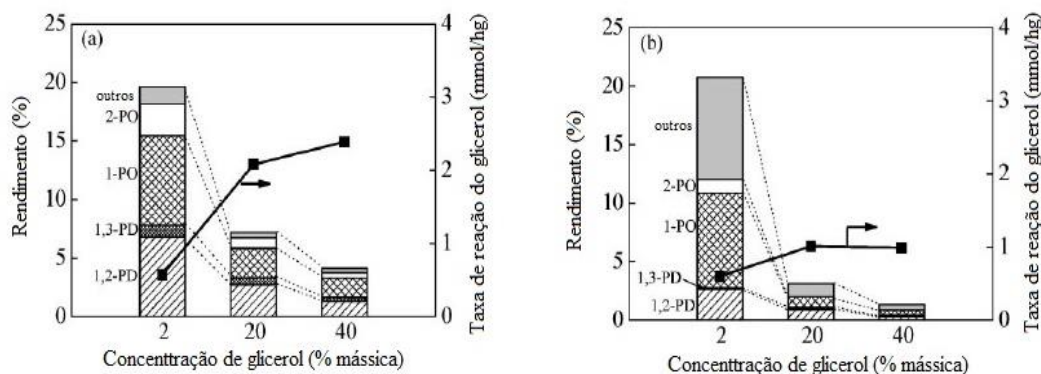 (a)
Rendimento (%)
25
20
15
10
5
0
outros
2-PO
1-PO
1,3-PD
1,2-PD
2
20
40
Concenttração de glicerol (% mássica)
4
3
2
1
0
Taxa de reação do glicerol (mmol/hg)
(b)
Rendimento (%)
25
20
15
10
5
0
outros
2-PO
1-PO
1,3-PD
1,2-PD
2
20
40
Concenttração de glicerol (% mássica)
4
3
2
1
0
Taxa de reação do glicerol (mmol/hg)